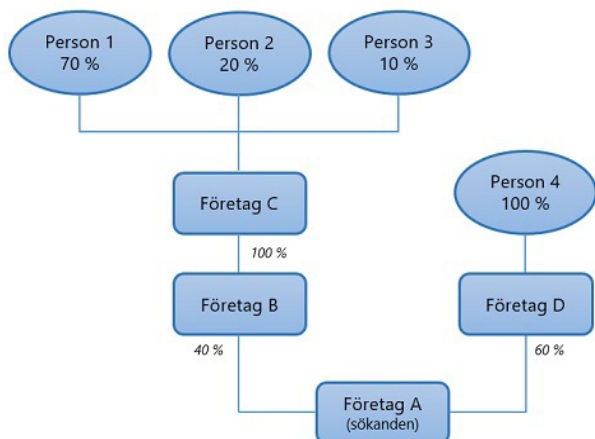 Person 1
70 %
Person 2
20 %
Person 3
10 %
Person 4
100 %
Företag C
100 %
Företag B
Företag D
40 %
60 %
Företag A
(sökanden)